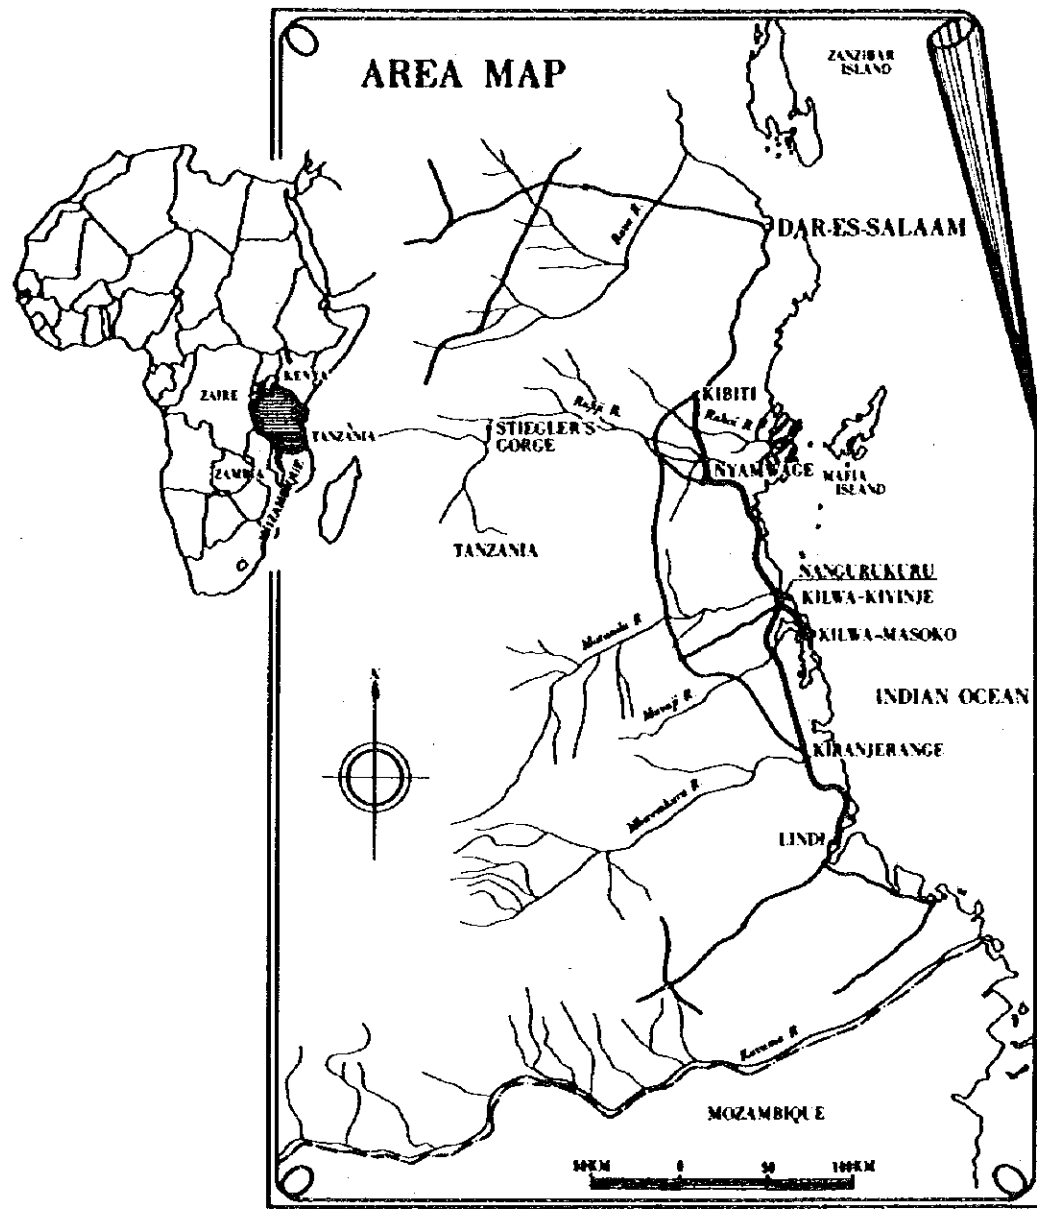 AREA MAP
ZANZIBAR
ISLAND
DAR-ES-SALAAM
Ruvu R.
KENYA
ZAIRE
TANZANIA
ZAMBIA
MOZAMBIQUE
KIBITI
Rufiji R.
STIEGLER'S
GORGE
NYAMWAGE
MAFIA
ISLAND
TANZANIA
NANGURUKURU
KILWA-KIVINJE
KILWA-MASOKO
N
INDIAN OCEAN
KIRANJERANGE
LINDI
MOZAMBIQUE
50KM 0 50 100KM